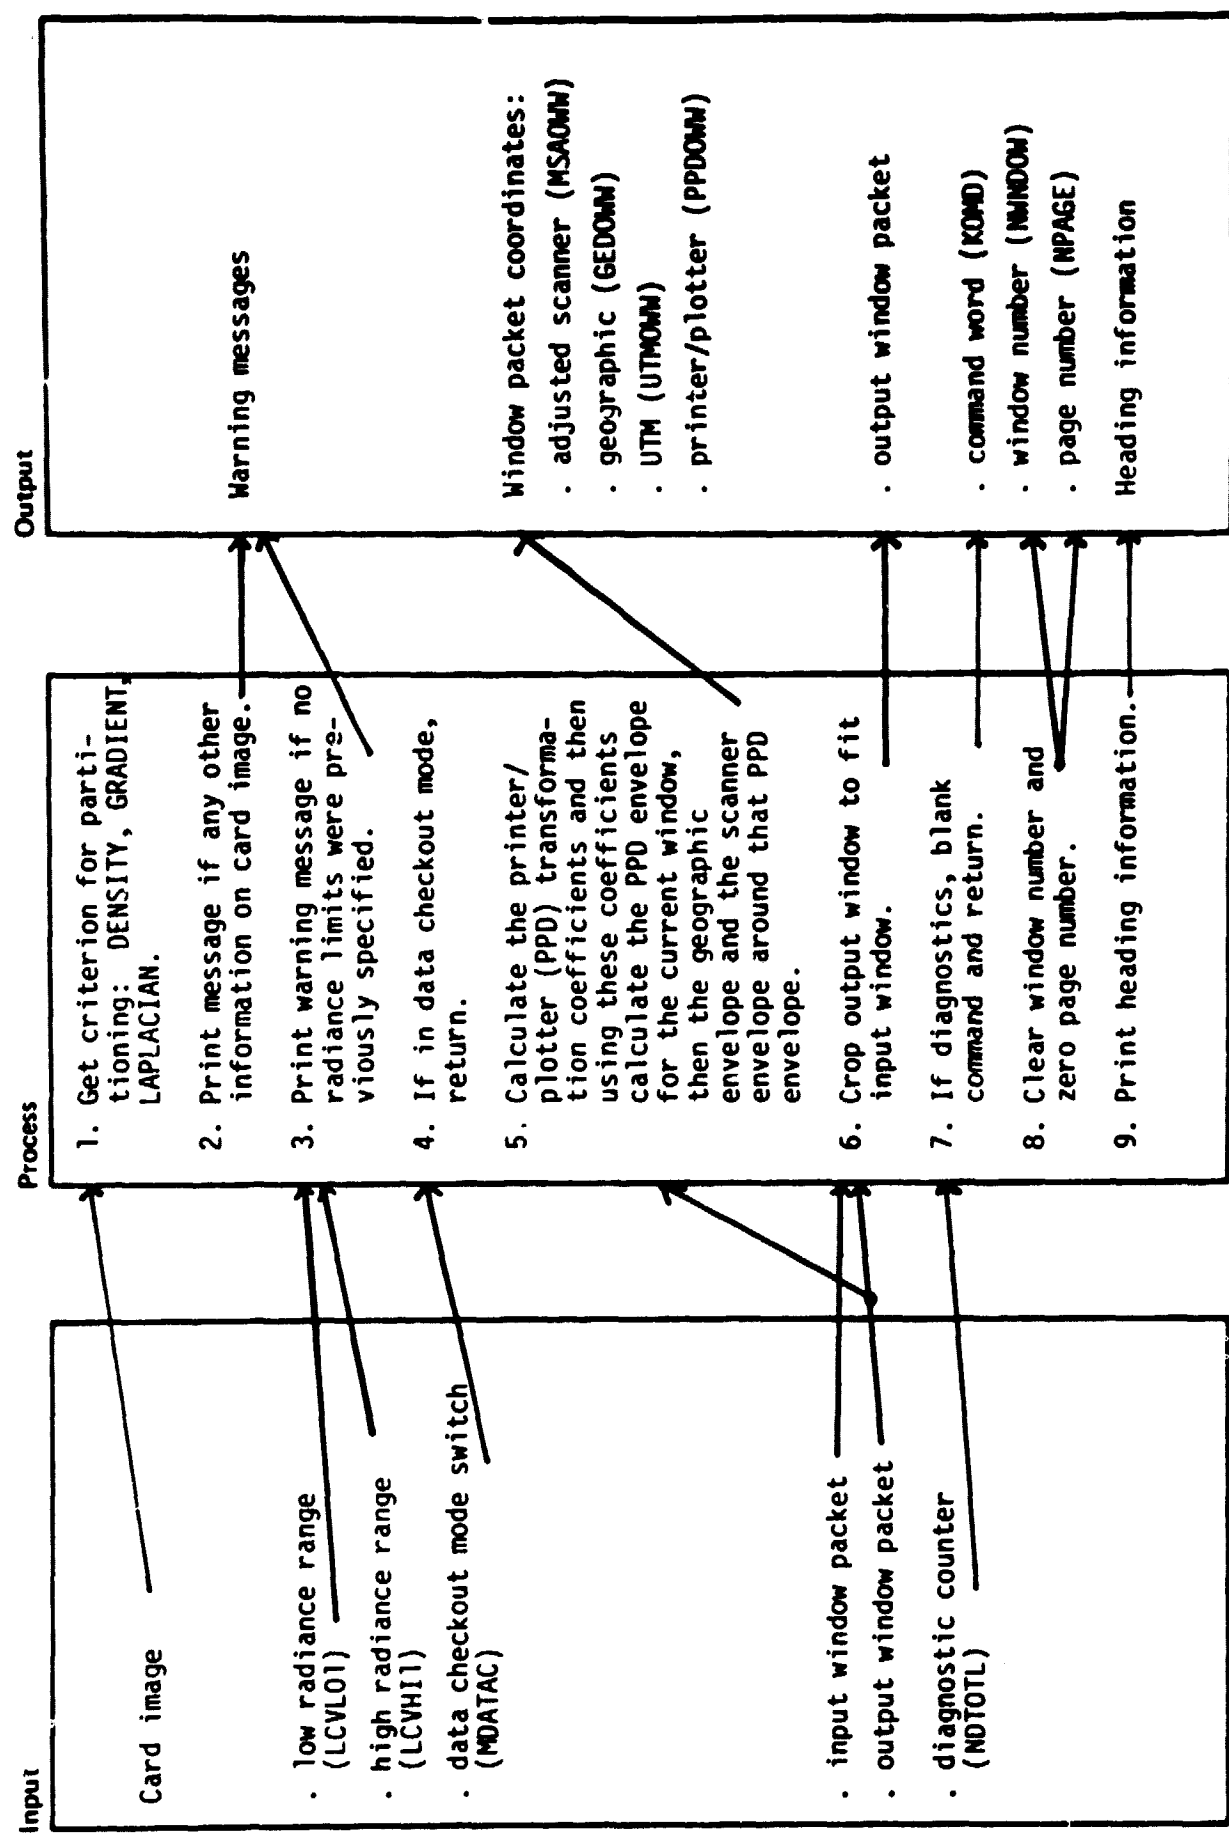 Input
Card image
. low radiance range
(LCVLO1)
. high radiance range
(LCVHI1)
. data checkout mode switch
(MDATAC)
. input window packet
. output window packet
. diagnostic counter
(NDTOTL)
Process
1. Get criterion for parti-
tioning: DENSITY, GRADIENT,
LAPLACIAN.
2. Print message if any other
information on card image.
3. Print warning message if no
radiance limits were pre-
viously specified.
4. If in data checkout mode,
return.
5. Calculate the printer/
plotter (PPD) transforma-
tion coefficients and then
using these coefficients
calculate the PPD envelope
for the current window,
then the geographic
envelope and the scanner
envelope around that PPD
envelope.
6. Crop output window to fit
input window.
7. If diagnostics, blank
command and return.
8. Clear window number and
zero page number.
9. Print heading information.
Output
Warning messages
Window packet coordinates:
. adjusted scanner (MSAOWW)
. geographic (GEDOWW)
. UTM (UTMOWW)
. printer/plotter (PPDOWW)
. output window packet
. command word (KOMD)
. window number (NWNDOW)
. page number (NPAGE)
Heading information